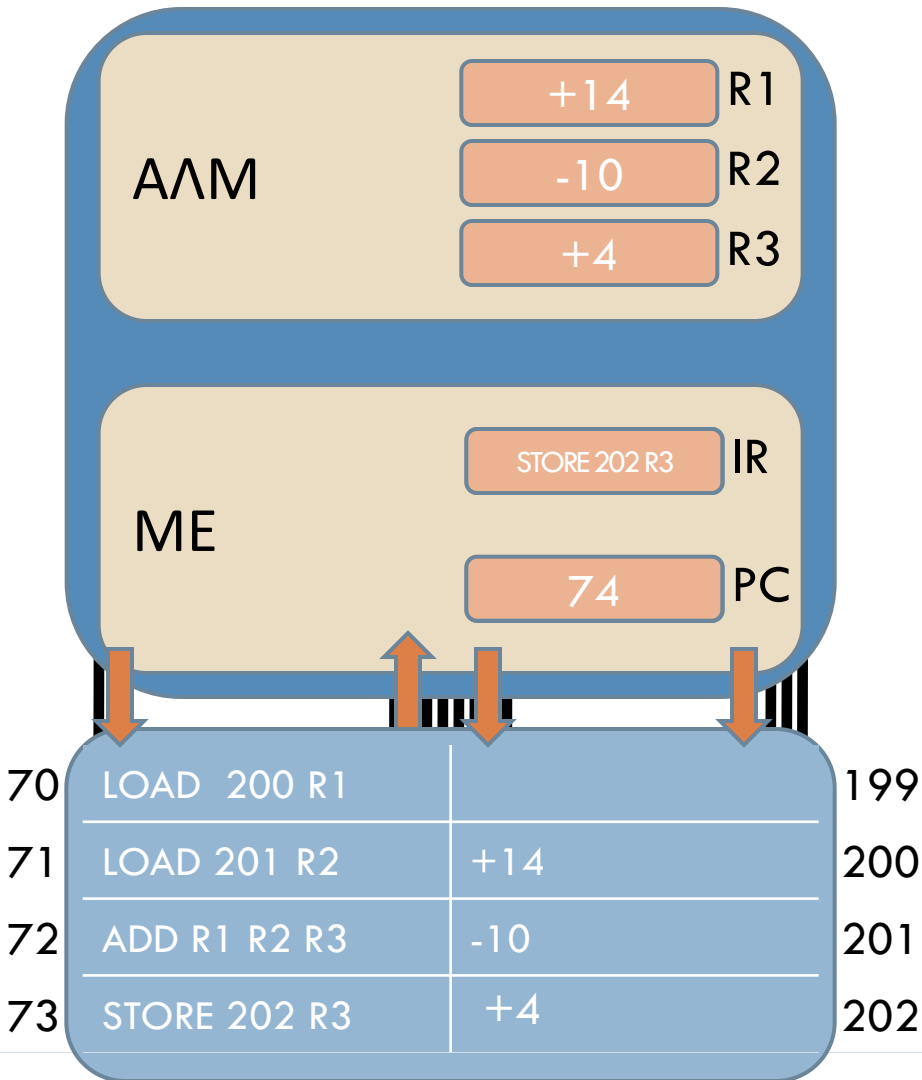 +14 R1
ΑΛΜ -10 R2
+4 R3
STORE 202 R3 IR
ΜΕ
74 PC
70 LOAD 200 R1 199
71 LOAD 201 R2 +14 200
72 ADD R1 R2 R3 -10 201
73 STORE 202 R3 +4 202